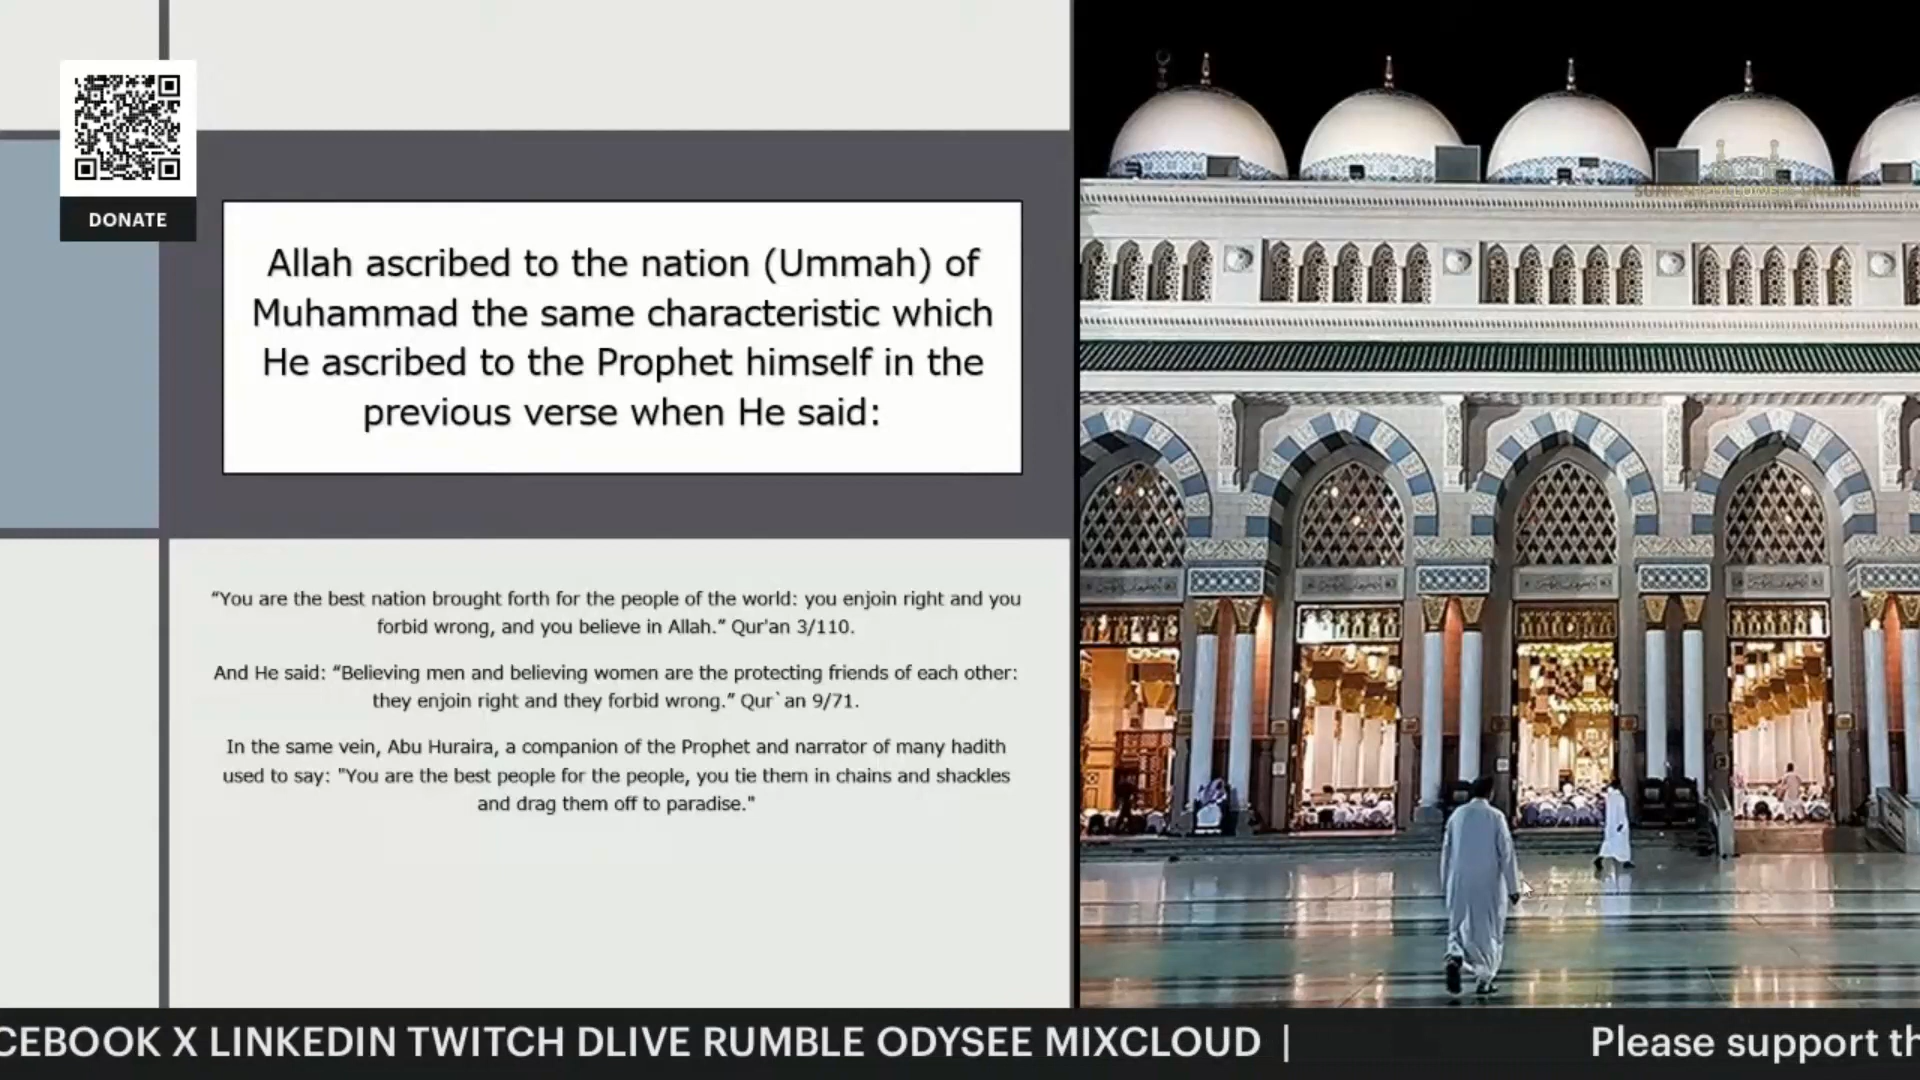 DONATE
Allah ascribed to the nation (Ummah) of
Muhammad the same characteristic which
He ascribed to the Prophet himself in the
previous verse when He said:
“You are the best nation brought forth for the people of the world: you enjoin right and you
forbid wrong, and you believe in Allah.” Qur'an 3/110.
And He said: “Believing men and believing women are the protecting friends of each other:
they enjoin right and they forbid wrong.” Qur`an 9/71.
In the same vein, Abu Huraira, a companion of the Prophet and narrator of many hadith
used to say: "You are the best people for the people, you tie them in chains and shackles
and drag them off to paradise."
SUNNAH FOLLOWERS ONLINE
CEBOOK X LINKEDIN TWITCH DLIVE RUMBLE ODYSEE MIXCLOUD |
Please support th